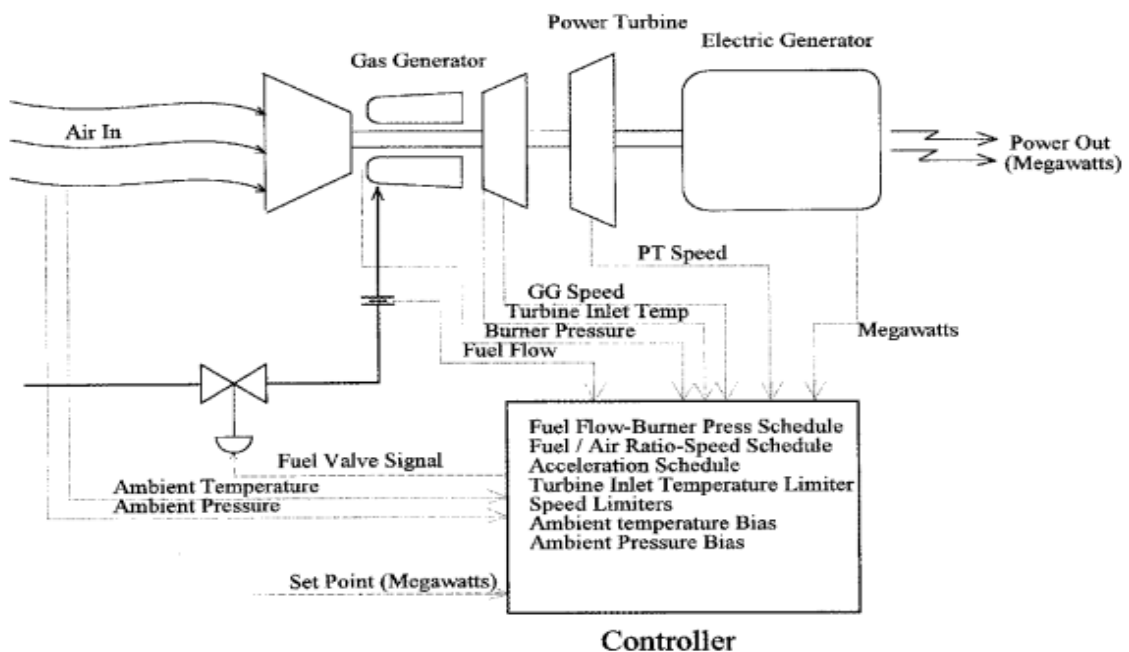 Power Turbine
Electric Generator
Gas Generator
Air In
Power Out
(Megawatts)
PT Speed
GG Speed
Turbine Inlet Temp
Burner Pressure
Fuel Flow
Megawatts
Fuel Valve Signal
Ambient Temperature
Ambient Pressure
Set Point (Megawatts)
Fuel Flow-Burner Press Schedule
Fuel / Air Ratio-Speed Schedule
Acceleration Schedule
Turbine Inlet Temperature Limiter
Speed Limiters
Ambient temperature Bias
Ambient Pressure Bias
Controller